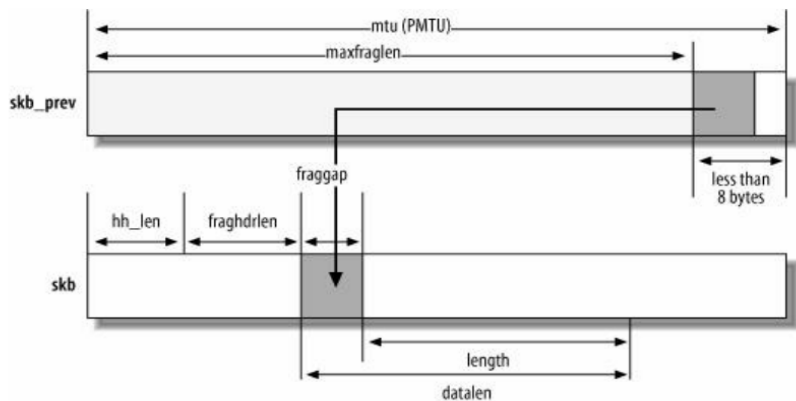 mtu (PMTU)
maxfraglen
skb_prev
fraggap
less than
8 bytes
hh_len
fraghdrlen
skb
length
datalen